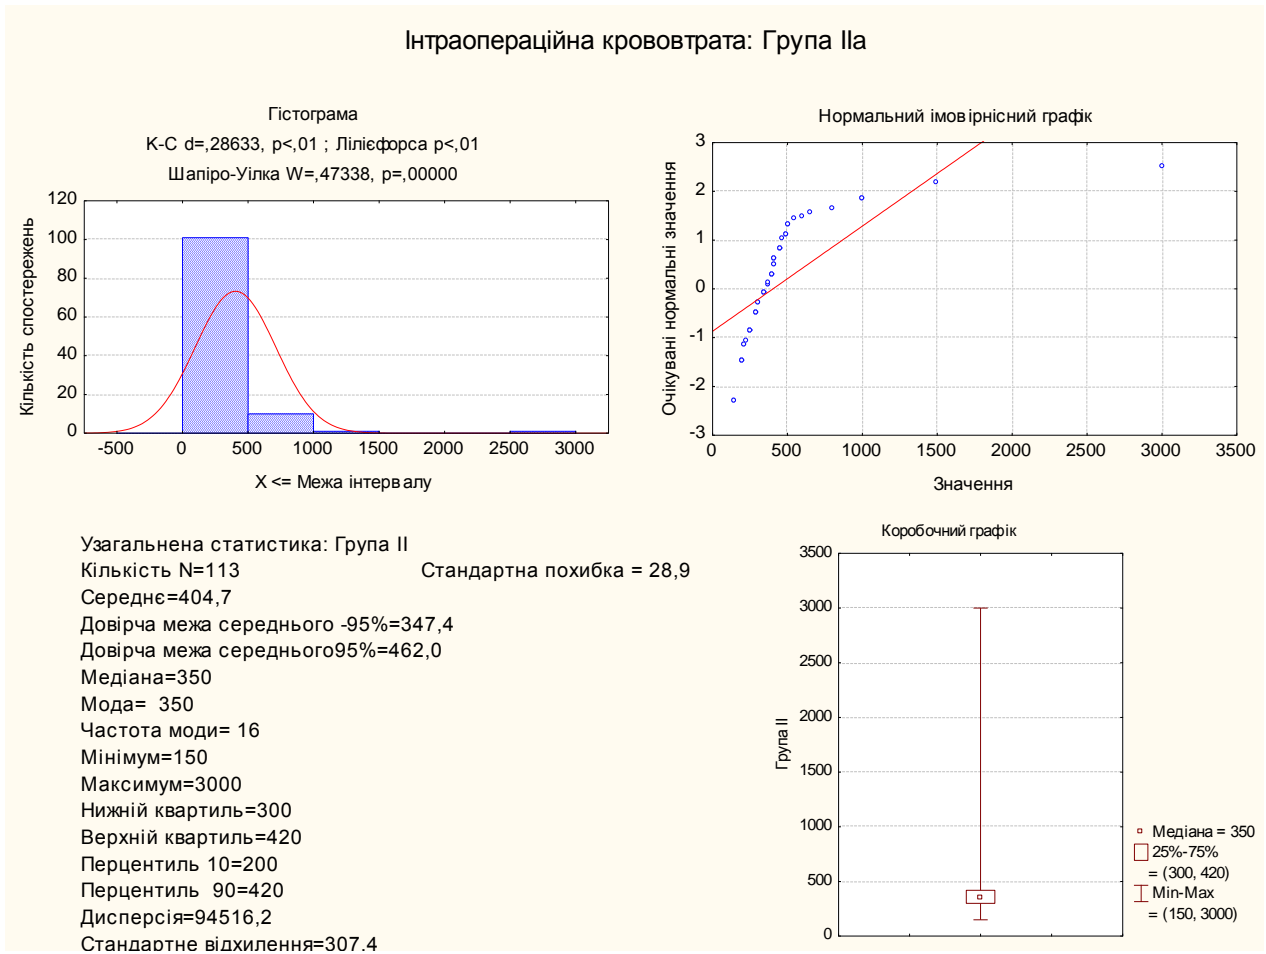 Інтраопераційна крововтрата: Група IIа
Гістограма
К-С d=,28633, p<,01 ; Лілієфорса p<,01
Шапіро-Уілка W=,47338, p=,00000
120
100
80
60
40
20
0
Кількість спостережень
-500 0 500 1000 1500 2000 2500 3000
X <= Межа інтервалу
Нормальний імовірнісний графік
3
2
1
0
-1
-2
-3
Очікувані нормальні значення
0 500 1000 1500 2000 2500 3000 3500
Значення
Узагальнена статистика: Група II
Кількість N=113 Стандартна похибка = 28,9
Середнє=404,7
Довірча межа середнього -95%=347,4
Довірча межа середнього95%=462,0
Медіана=350
Мода= 350
Частота моди= 16
Мінімум=150
Максимум=3000
Нижній квартиль=300
Верхній квартиль=420
Перцентиль 10=200
Перцентиль 90=420
Дисперсія=94516,2
Стандартне відхилення=307,4
Коробочний графік
3500
3000
2500
2000
1500
1000
500
0
Група II
Медіана = 350
25%-75%
= (300, 420)
Min-Max
= (150, 3000)